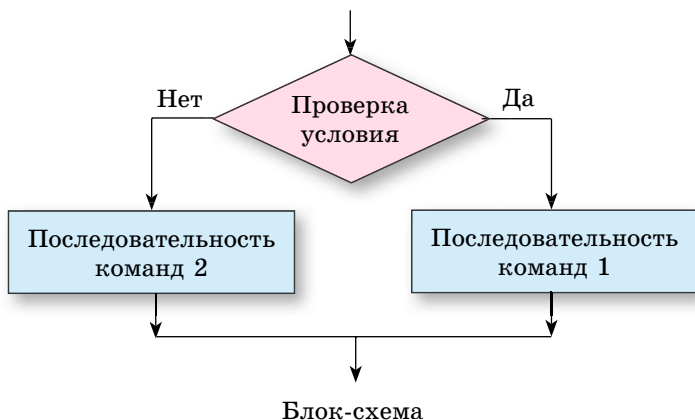 Нет
Да
Проверка
условия
Последовательность
команд 2
Последовательность
команд 1
Блок-схема